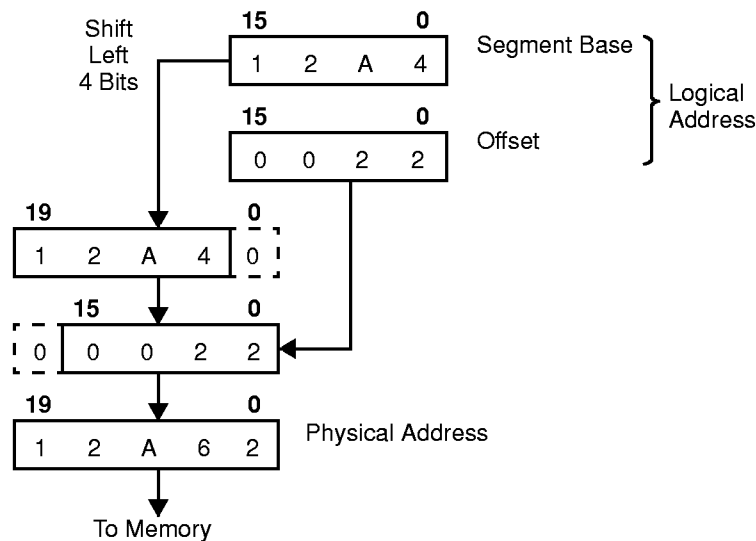 15 0
Shift
Left
4 Bits
1 2 A 4
Segment Base
15 0
Logical
Address
0 0 2 2
Offset
19 0
1 2 A 4 0
15 0
0 0 0 2 2
19 0
1 2 A 6 2
Physical Address
To Memory